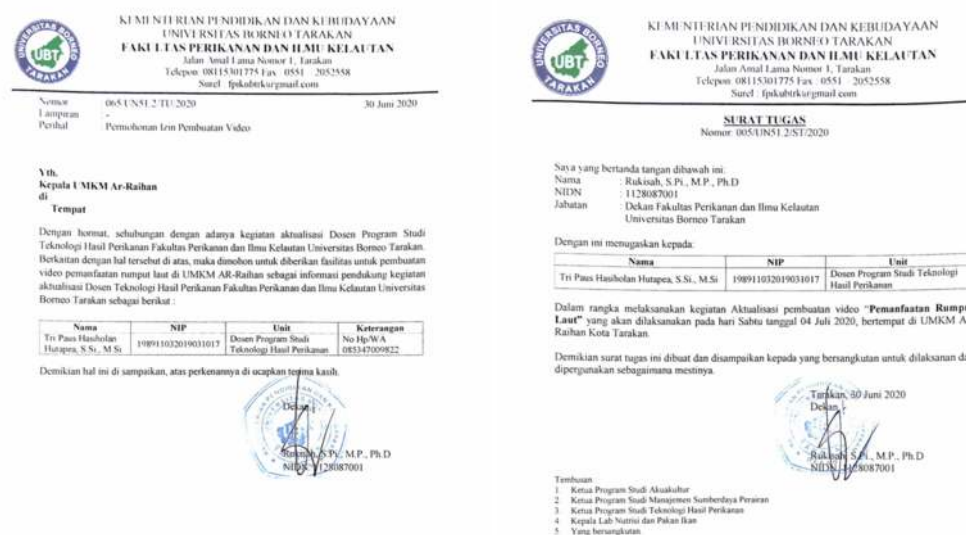 KEMENTERIAN PENDIDIKAN DAN KEBUDAYAAN
UNIVERSITAS BORNEO TARAKAN
FAKULTAS PERIKANAN DAN ILMU KELAUTAN
Jalan Amal Lama Nomor 1, Tarakan
Telepon 08115301775 Fax : 0551 2052558
Surel :
UBT
Nomor : 065/UN51.2/TU/2020 30 Juni 2020
Lampiran : -
Perihal : Permohonan Izin Pembuatan Video
Yth.
Kepala UMKM Ar-Raihan
di
Tempat
Dengan hormat, sehubungan dengan adanya kegiatan aktualisasi Dosen Program Studi
Teknologi Hasil Perikanan Fakultas Perikanan dan Ilmu Kelautan Universitas Borneo Tarakan.
Berkaitan dengan hal tersebut di atas, maka dimohon untuk diberikan fasilitas untuk pembuatan
video pemanfaatan rumput laut di UMKM AR-Raihan sebagai informasi pendukung kegiatan
aktualisasi Dosen Teknologi Hasil Perikanan Fakultas Perikanan dan Ilmu Kelautan Universitas
Borneo Tarakan sebagai berikut :
Nama NIP Unit Keterangan
Tri Paus Hasiholan Hutapea, S.Si., M.Si 198911032019031017 Dosen Program Studi Teknologi Hasil Perikanan No Hp/WA 085347009822
Demikian hal ini di sampaikan, atas perkenannya di ucapkan terima kasih.
Dekan,
Rukisah, S.Pi., M.P., Ph.D
NIDN 1128087001
KEMENTERIAN PENDIDIKAN DAN KEBUDAYAAN
UNIVERSITAS BORNEO TARAKAN
FAKULTAS PERIKANAN DAN ILMU KELAUTAN
Jalan Amal Lama Nomor 1, Tarakan
Telepon 08115301775 Fax : 0551 2052558
Surel :
UBT
SURAT TUGAS
Nomor: 005/UN51.2/ST/2020
Saya yang bertanda tangan dibawah ini:
Nama : Rukisah, S.Pi., M.P., Ph.D
NIDN : 1128087001
Jabatan : Dekan Fakultas Perikanan dan Ilmu Kelautan
Universitas Borneo Tarakan
Dengan ini menugaskan kepada:
Nama NIP Unit
Tri Paus Hasiholan Hutapea, S.Si., M.Si 198911032019031017 Dosen Program Studi Teknologi Hasil Perikanan
Dalam rangka melaksanakan kegiatan Aktualisasi pembuatan video "Pemanfaatan Rump
Laut" yang akan dilaksanakan pada hari Sabtu tanggal 04 Juli 2020, bertempat di UMKM A
Raihan Kota Tarakan.
Demikian surat tugas ini dibuat dan disampaikan kepada yang bersangkutan untuk dilaksanan da
dipergunakan sebagaimana mestinya.
Tarakan, 30 Juni 2020
Dekan,
Rukisah, S.Pi., M.P., Ph.D
NIDN 1128087001
Tembusan
1. Ketua Program Studi Akuakultur
2. Ketua Program Studi Manajemen Sumberdaya Perairan
3. Ketua Program Studi Teknologi Hasil Perikanan
4. Kepala Lab Nutrisi dan Pakan Ikan
5. Yang bersangkutan